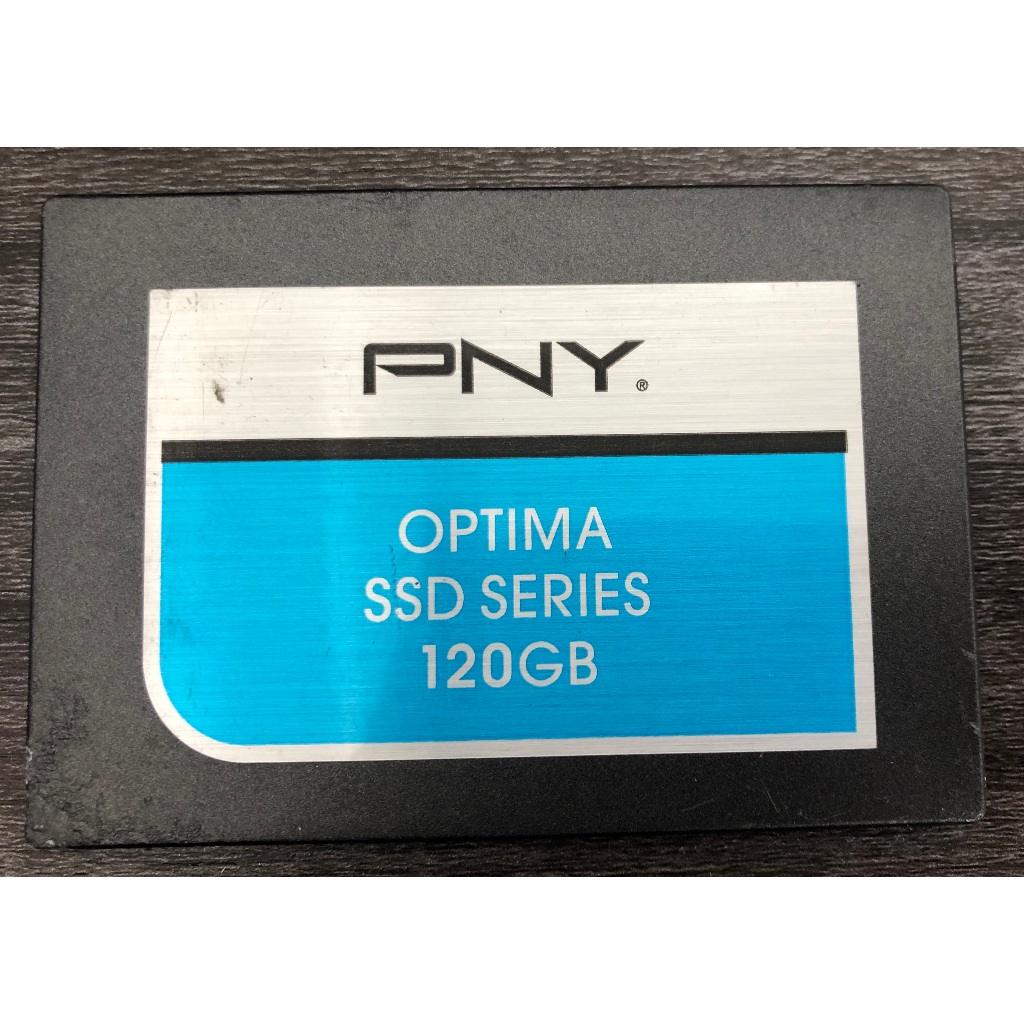 PNY®
OPTIMA
SSD SERIES
120GB